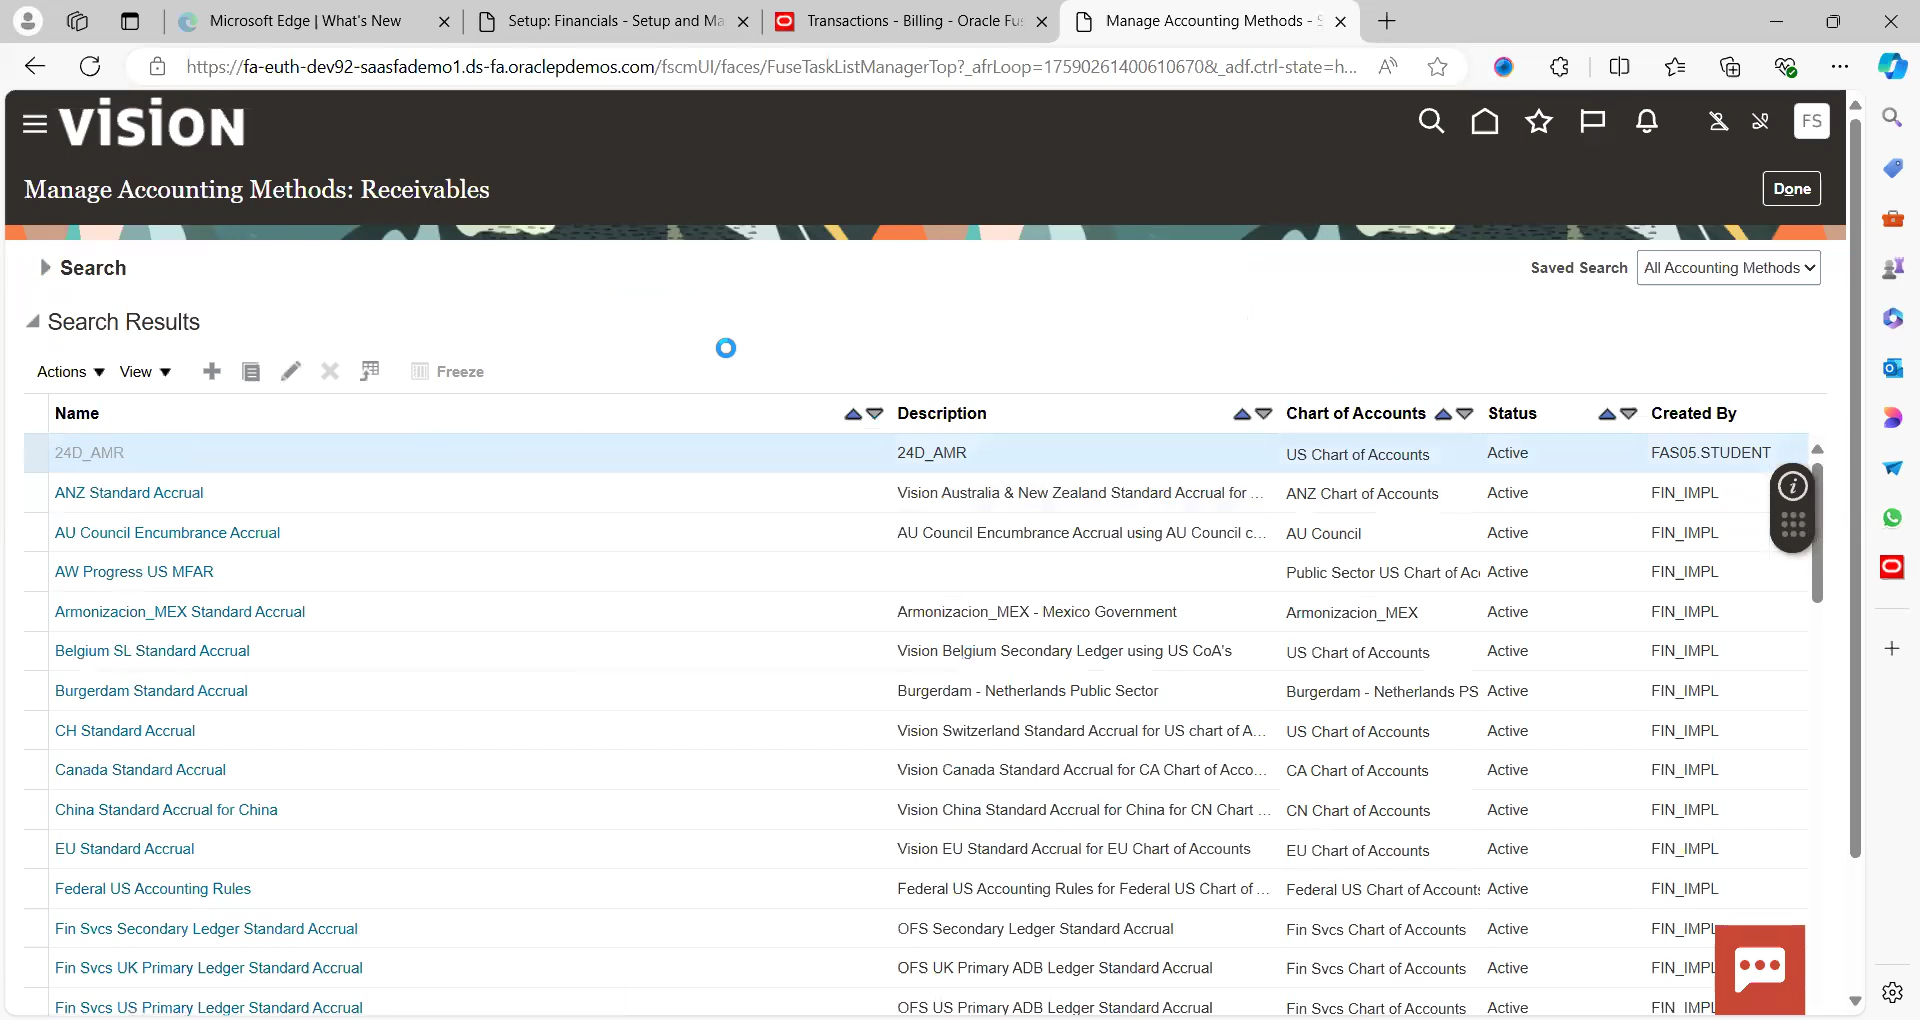 Microsoft Edge | What's New
Setup: Financials - Setup and Ma
Transactions - Billing - Oracle Fus
Manage Accounting Methods - S
https://fa-euth-dev92-saasfademo1.ds-fa.oraclepdemos.com/fscmUI/faces/FuseTaskListManagerTop?_afrLoop=17590261400610670&_adf.ctrl-state=h...
VISION
FS
Manage Accounting Methods: Receivables
Done
Search
Saved Search All Accounting Methods
Search Results
Actions View Freeze
Name Description Chart of Accounts Status Created By
24D_AMR 24D_AMR US Chart of Accounts Active FAS05.STUDENT
ANZ Standard Accrual Vision Australia & New Zealand Standard Accrual for ... ANZ Chart of Accounts Active FIN_IMPL
AU Council Encumbrance Accrual AU Council Encumbrance Accrual using AU Council c... AU Council Active FIN_IMPL
AW Progress US MFAR Public Sector US Chart of Acc Active FIN_IMPL
Armonizacion_MEX Standard Accrual Armonizacion_MEX - Mexico Government Armonizacion_MEX Active FIN_IMPL
Belgium SL Standard Accrual Vision Belgium Secondary Ledger using US CoA's US Chart of Accounts Active FIN_IMPL
Burgerdam Standard Accrual Burgerdam - Netherlands Public Sector Burgerdam - Netherlands PS Active FIN_IMPL
CH Standard Accrual Vision Switzerland Standard Accrual for US chart of A... US Chart of Accounts Active FIN_IMPL
Canada Standard Accrual Vision Canada Standard Accrual for CA Chart of Acco... CA Chart of Accounts Active FIN_IMPL
China Standard Accrual for China Vision China Standard Accrual for China for CN Chart ... CN Chart of Accounts Active FIN_IMPL
EU Standard Accrual Vision EU Standard Accrual for EU Chart of Accounts EU Chart of Accounts Active FIN_IMPL
Federal US Accounting Rules Federal US Accounting Rules for Federal US Chart of ... Federal US Chart of Accounts Active FIN_IMPL
Fin Svcs Secondary Ledger Standard Accrual OFS Secondary Ledger Standard Accrual Fin Svcs Chart of Accounts Active FIN_IMPL
Fin Svcs UK Primary Ledger Standard Accrual OFS UK Primary ADB Ledger Standard Accrual Fin Svcs Chart of Accounts Active FIN_IMPL
Fin Svcs US Primary Ledger Standard Accrual OFS US Primary ADB Ledger Standard Accrual Fin Svcs Chart of Accounts Active FIN_IMPL